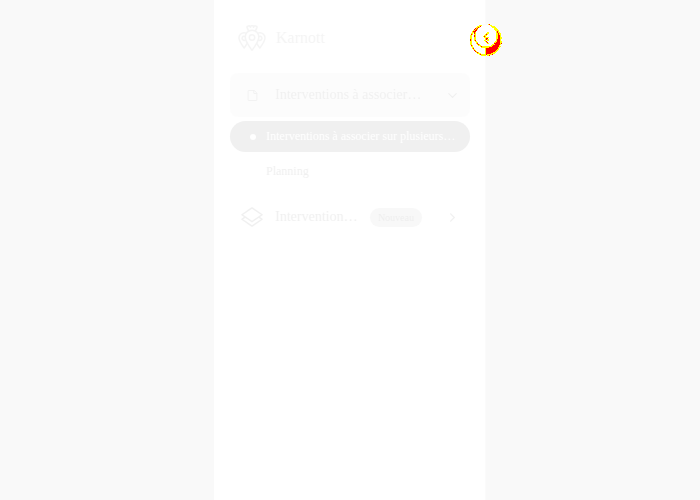 Karnott
Interventions à associer…
Interventions à associer sur plusieurs…
Planning
Intervention…